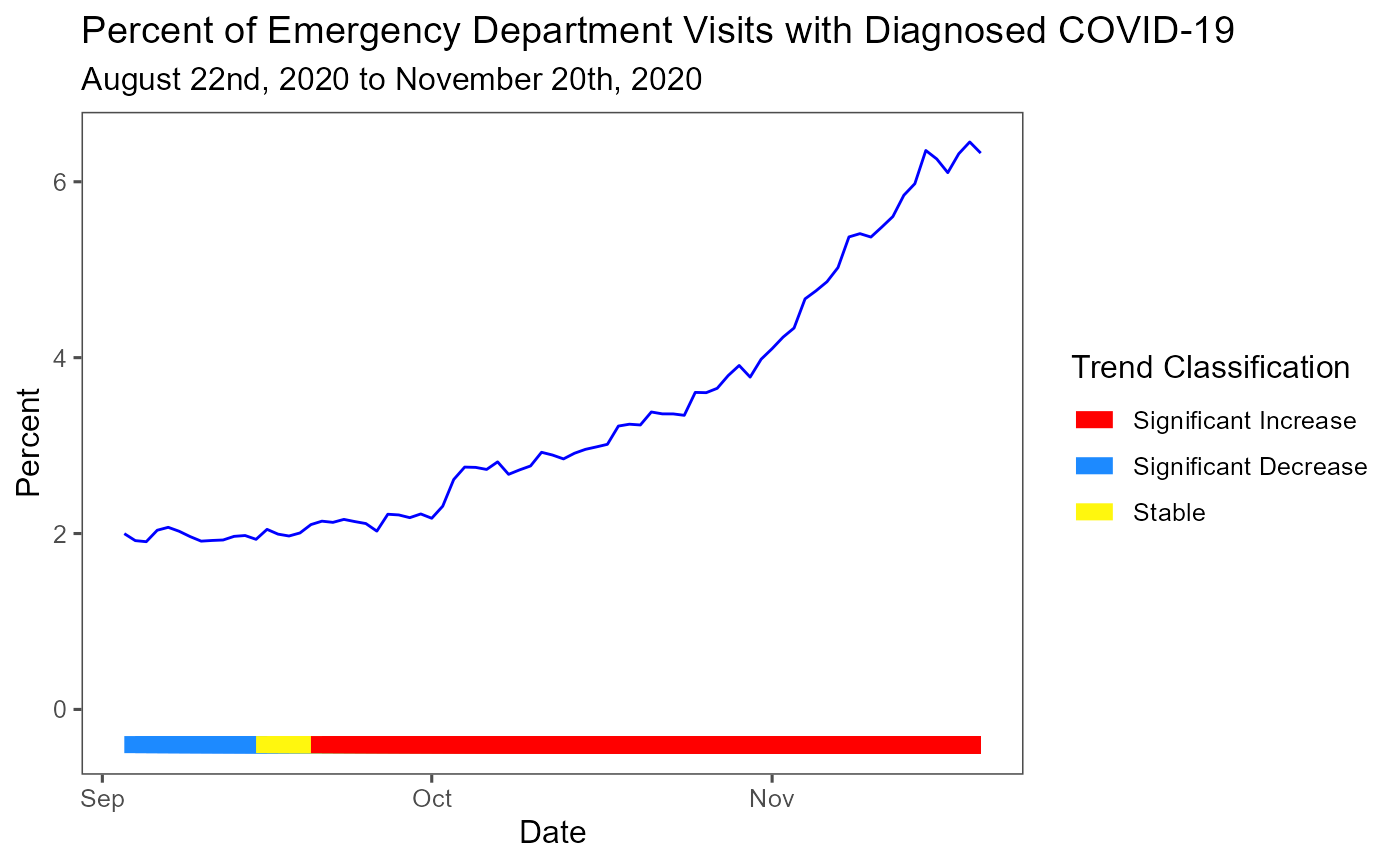 Percent of Emergency Department Visits with Diagnosed COVID-19
August 22nd, 2020 to November 20th, 2020
6
4
2
0
Percent
Sep
Oct
Nov
Date
Trend Classification
Significant Increase
Significant Decrease
Stable